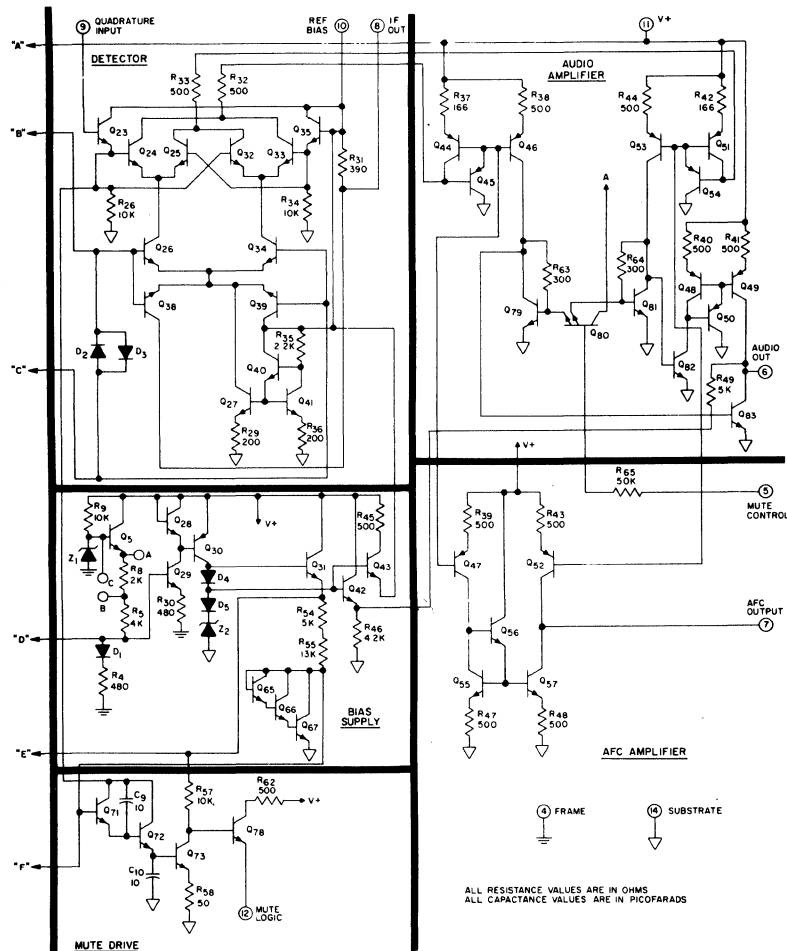 9 QUADRATURE INPUT
REF BIAS 10
8 IF OUT
11 V+
"A"
DETECTOR
AUDIO AMPLIFIER
R33 500
R32 500
R37 166
R38 500
R44 500
R42 166
Q23
Q24
Q25
Q32
Q33
Q35
Q44
Q46
Q53
Q51
"B"
R31 390
Q45
Q54
A
R26 10K
R34 10K
R40 500
R41 500
Q26
Q34
R63 300
R64 300
Q48
Q49
Q38
Q39
Q79
Q80
Q81
Q50
D2
D3
R35 2.2K
AUDIO OUT
6
"C"
Q40
Q82
R49 5K
Q27
Q41
Q83
R29 200
R36 200
V+
R65 50K
5 MUTE CONTROL
R9 10K
Q5
Q28
V+
R45 500
R39 500
R43 500
Z1
A
Q30
Q31
Q43
Q47
Q52
R8 2K
C
B
Q29
D4
Q42
R5 4K
R30 480
D5
R54 5K
AFC OUTPUT
7
"D"
Z2
R46 4.2K
Q56
D1
R55 13K
R4 480
Q65
Q66
Q67
Q55
Q57
BIAS SUPPLY
R47 500
R48 500
"E"
AFC AMPLIFIER
C9 10
R57 10K
R62 500
V+
Q71
Q72
Q78
4 FRAME
14 SUBSTRATE
Q73
"F"
C10 10
R58 50
12 MUTE LOGIC
ALL RESISTANCE VALUES ARE IN OHMS
ALL CAPACTANCE VALUES ARE IN PICOFARADS
MUTE DRIVE